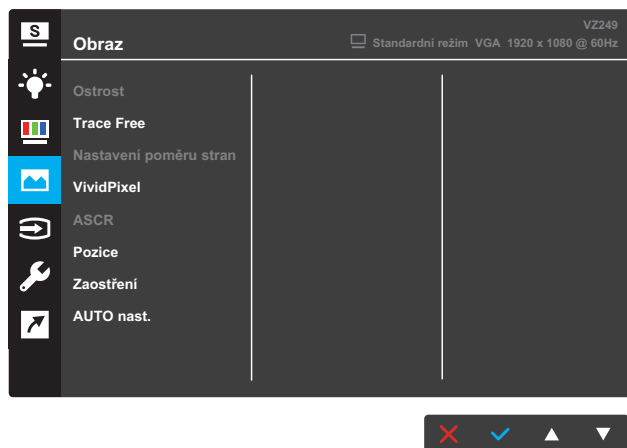 S
VZ249
Obraz
Standardní režim VGA 1920 x 1080 @ 60Hz
Ostrost
Trace Free
Nastavení poměru stran
VividPixel
ASCR
Pozice
Zaostření
AUTO nast.